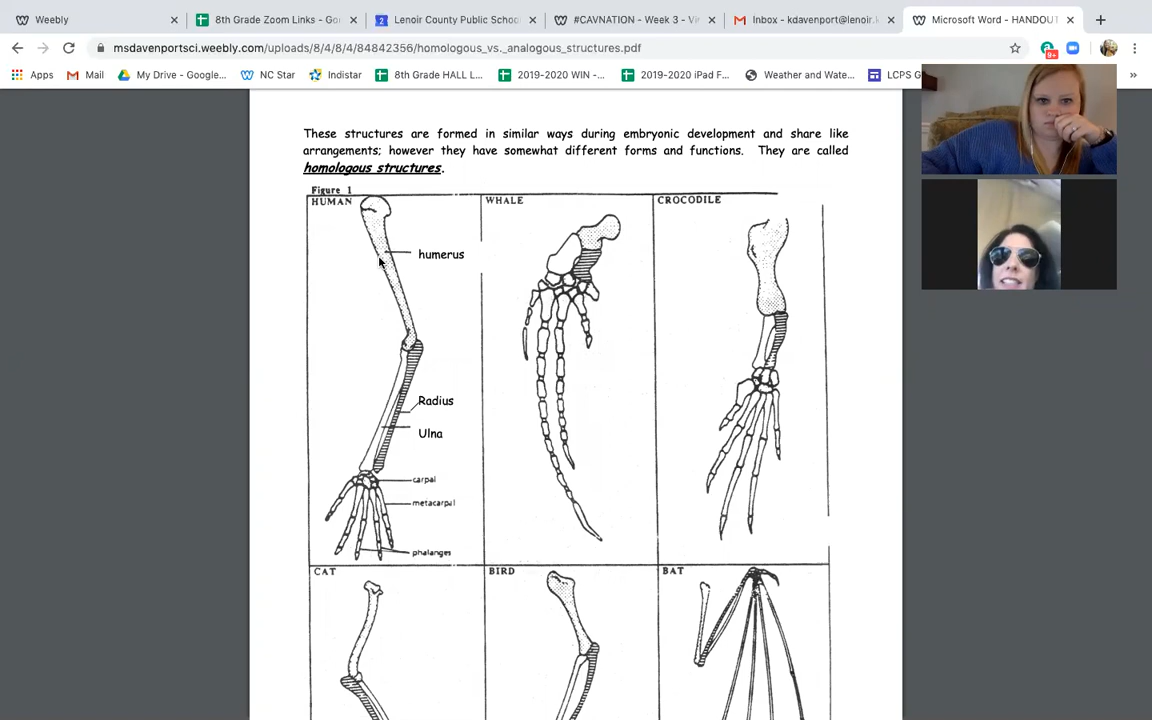 Weebly
8th Grade Zoom Links - Go
Lenoir County Public Schoo
#CAVNATION - Week 3 - Vi
Inbox - kdavenport@lenoir.k
Microsoft Word - HANDOUT
msdavenportsci.weebly.com/uploads/8/4/8/4/84842356/homologous_vs._analogous_structures.pdf
Apps
Mail
My Drive - Google...
NC Star
Indistar
8th Grade HALL L...
2019-2020 WIN -...
2019-2020 iPad F...
Weather and Wate...
LCPS G
These structures are formed in similar ways during embryonic development and share like
arrangements; however they have somewhat different forms and functions. They are called
homologous structures.
Figure 1
HUMAN
WHALE
CROCODILE
humerus
Radius
Ulna
carpal
metacarpal
phalanges
CAT
BIRD
BAT